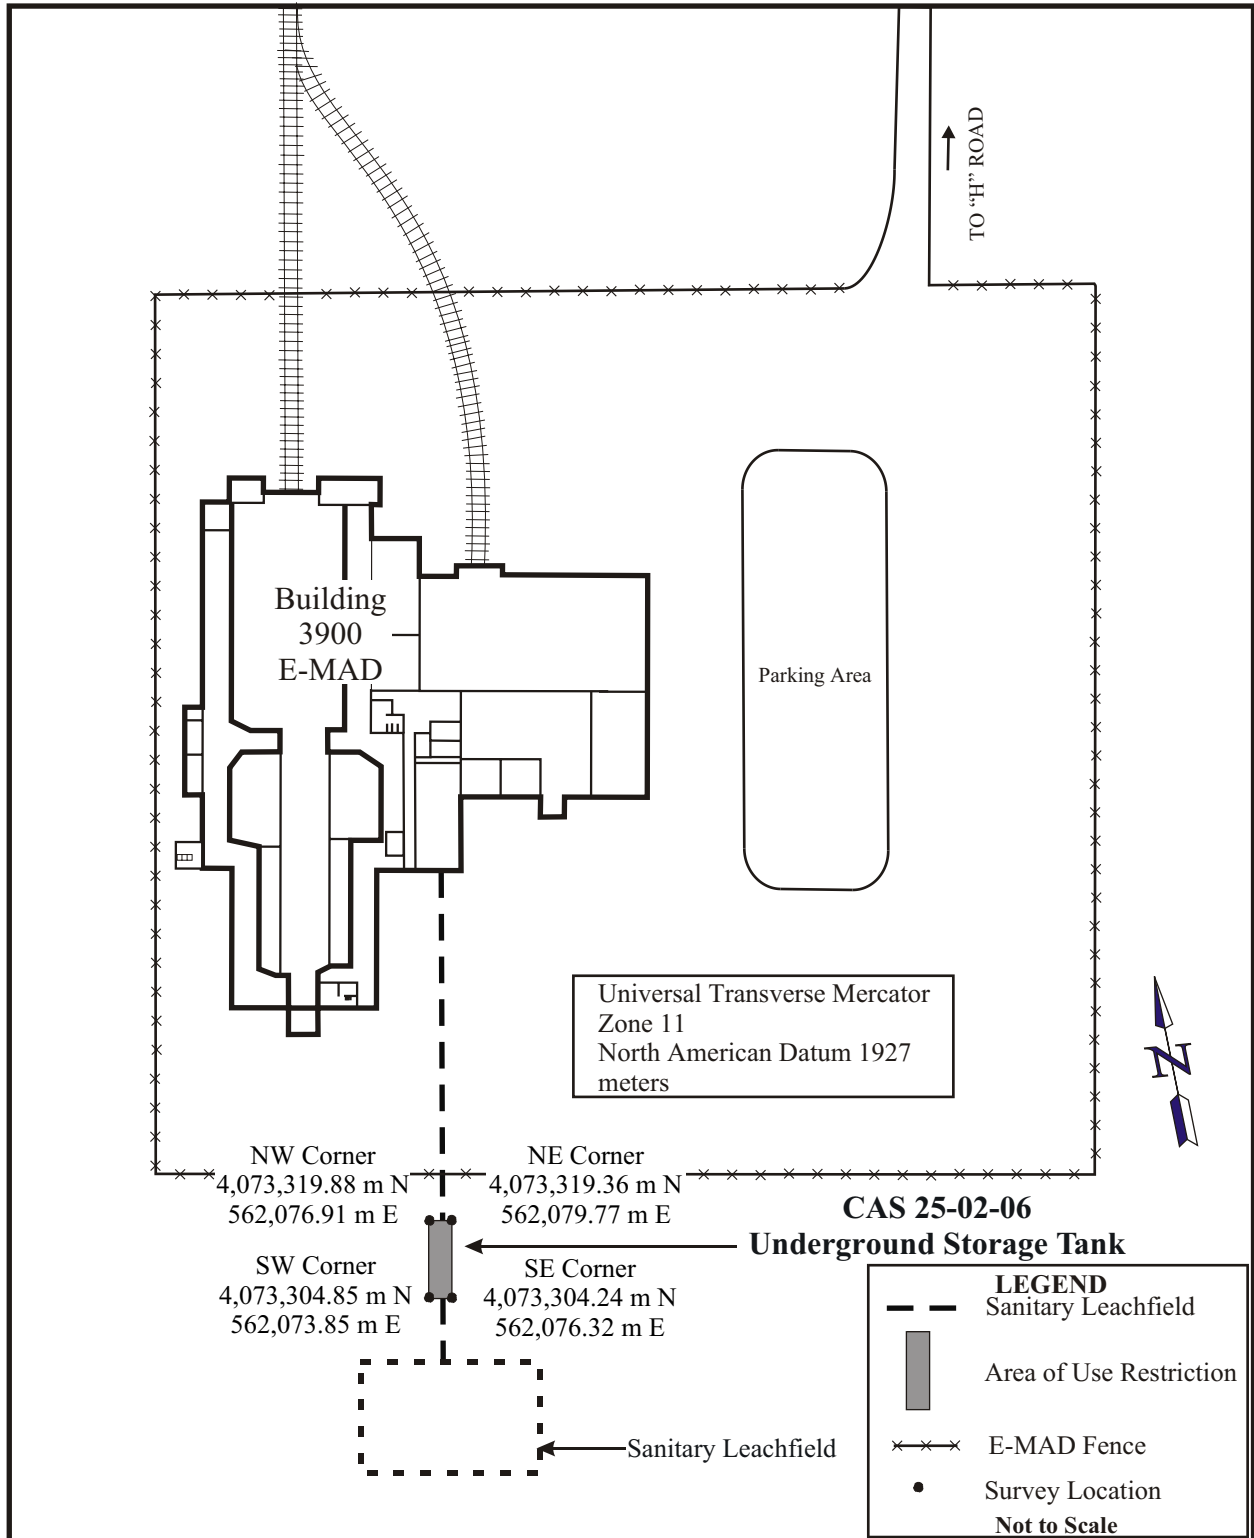 TO “H” ROAD
Building
3900
E-MAD
Parking Area
Universal Transverse Mercator
Zone 11
North American Datum 1927
meters
N
NW Corner
4,073,319.88 m N
562,076.91 m E
NE Corner
4,073,319.36 m N
562,079.77 m E
CAS 25-02-06
Underground Storage Tank
SW Corner
4,073,304.85 m N
562,073.85 m E
SE Corner
4,073,304.24 m N
562,076.32 m E
Sanitary Leachfield
LEGEND
Sanitary Leachfield
Area of Use Restriction
E-MAD Fence
Survey Location
Not to Scale